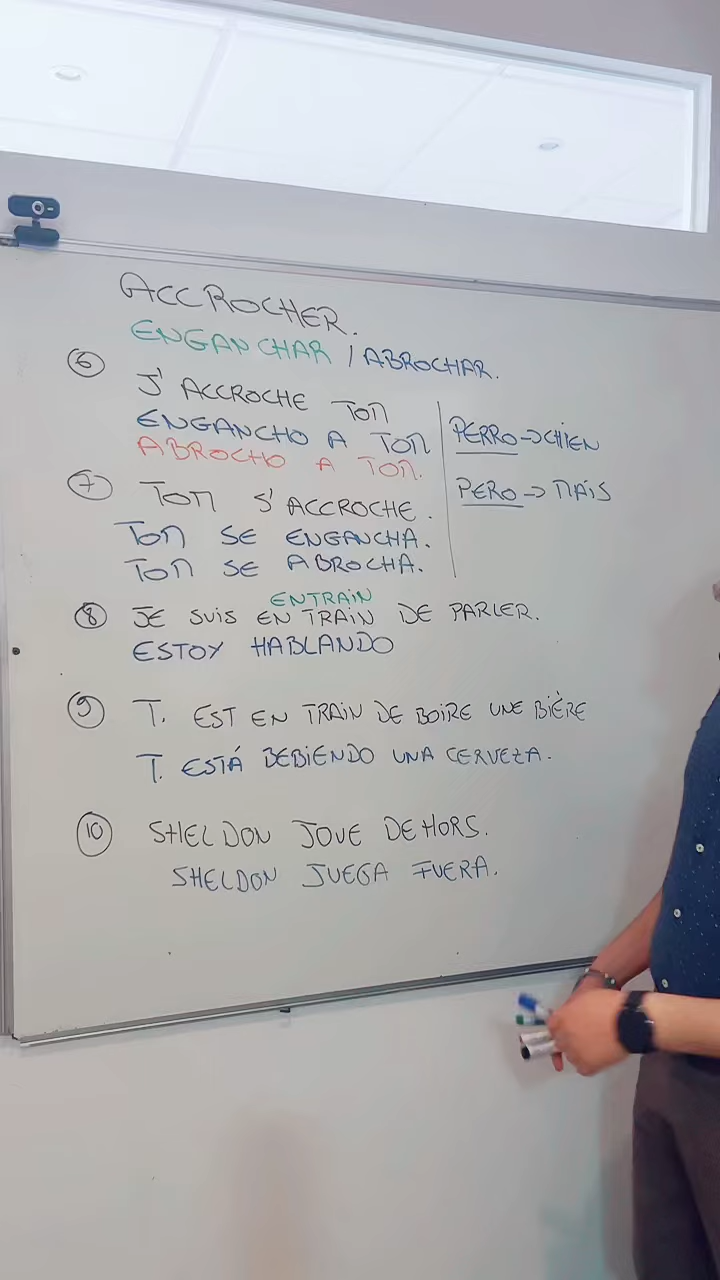 ACCROCHER.
ENGANCHAR / ABROCHAR.
6 J'ACCROCHE TOM
ENGANCHO A TOM
ABROCHO A TOM.
PERRO → CHIEN
PERO → MAIS
7 TOM S'ACCROCHE.
TOM SE ENGANCHA.
TOM SE ABROCHA.
ENTRAIN
8 JE SUIS EN TRAIN DE PARLER.
ESTOY HABLANDO
9 T. EST EN TRAIN DE BOIRE UNE BIÈRE
T. ESTÁ BEBIENDO UNA CERVEZA.
10 SHELDON JOUE DEHORS.
SHELDON JUEGA FUERA.